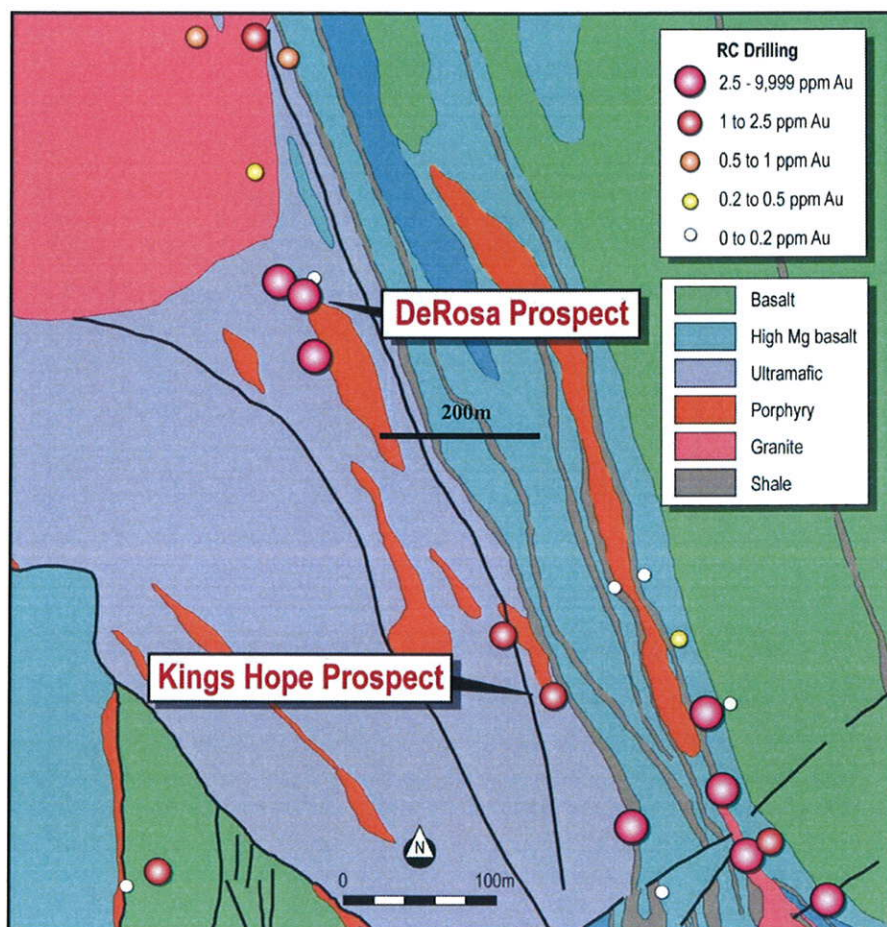 RC Drilling
2.5 - 9,999 ppm Au
1 to 2.5 ppm Au
0.5 to 1 ppm Au
0.2 to 0.5 ppm Au
0 to 0.2 ppm Au
Basalt
High Mg basalt
Ultramafic
Porphyry
Granite
Shale
DeRosa Prospect
200m
Kings Hope Prospect
N
0 100m